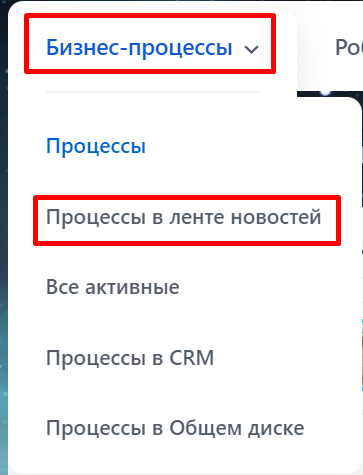 Бизнес-процессы
Процессы
Процессы в ленте новостей
Все активные
Процессы в CRM
Процессы в Общем диске